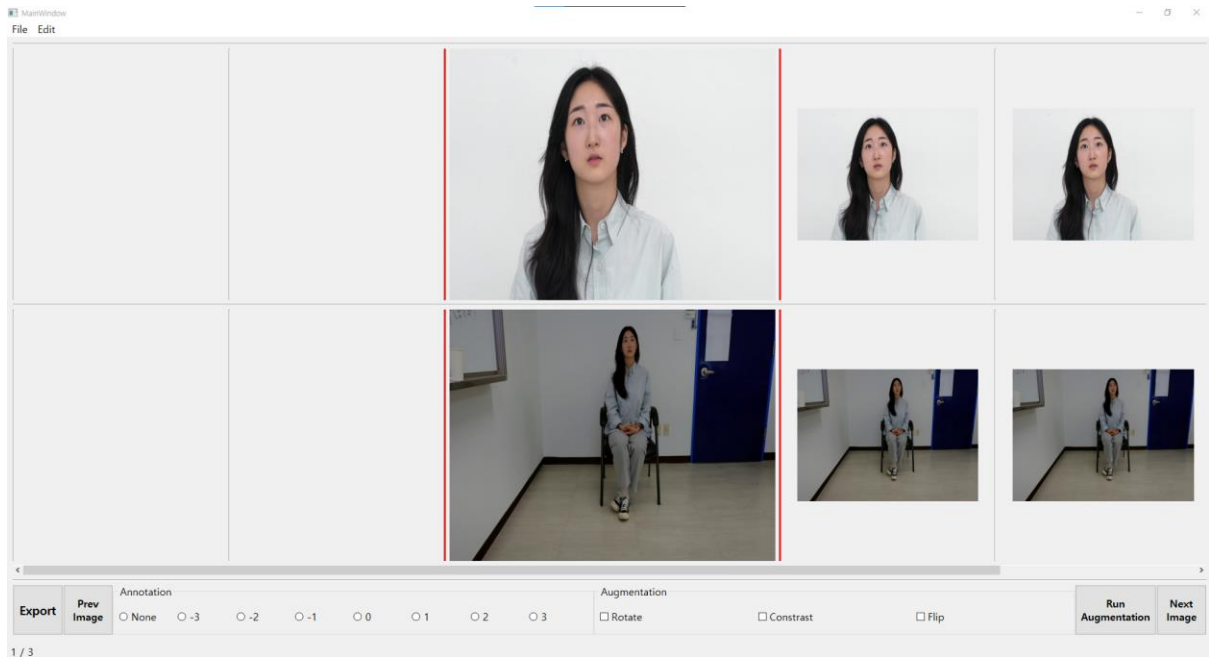 MainWindow
File Edit
Export
Prev
Image
Annotation
None -3 -2 -1 0 1 2 3
Augmentation
Rotate Constrast Flip
Run
Augmentation
Next
Image
1 / 3